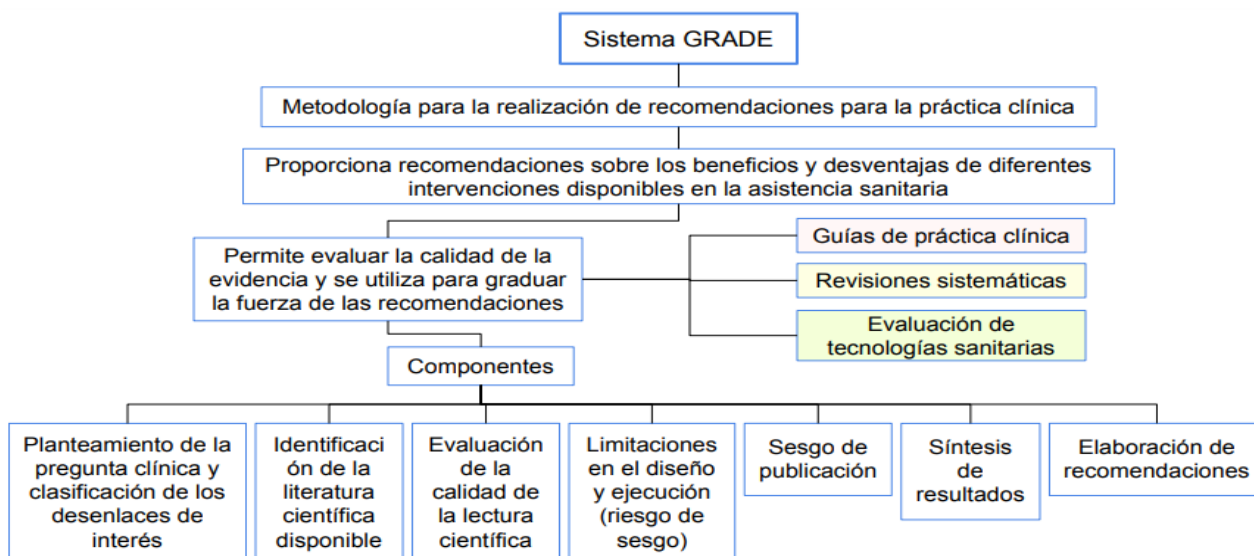 Sistema GRADE
Metodología para la realización de recomendaciones para la práctica clínica
Proporciona recomendaciones sobre los beneficios y desventajas de diferentes
intervenciones disponibles en la asistencia sanitaria
Permite evaluar la calidad de la
evidencia y se utiliza para graduar
la fuerza de las recomendaciones
Guías de práctica clínica
Revisiones sistemáticas
Evaluación de
tecnologías sanitarias
Componentes
Planteamiento de la
pregunta clínica y
clasificación de los
desenlaces de
interés
Identificaci
ón de la
literatura
científica
disponible
Evaluación
de la
calidad de
la lectura
científica
Limitaciones
en el diseño
y ejecución
(riesgo de
sesgo)
Sesgo de
publicación
Síntesis
de
resultados
Elaboración de
recomendaciones